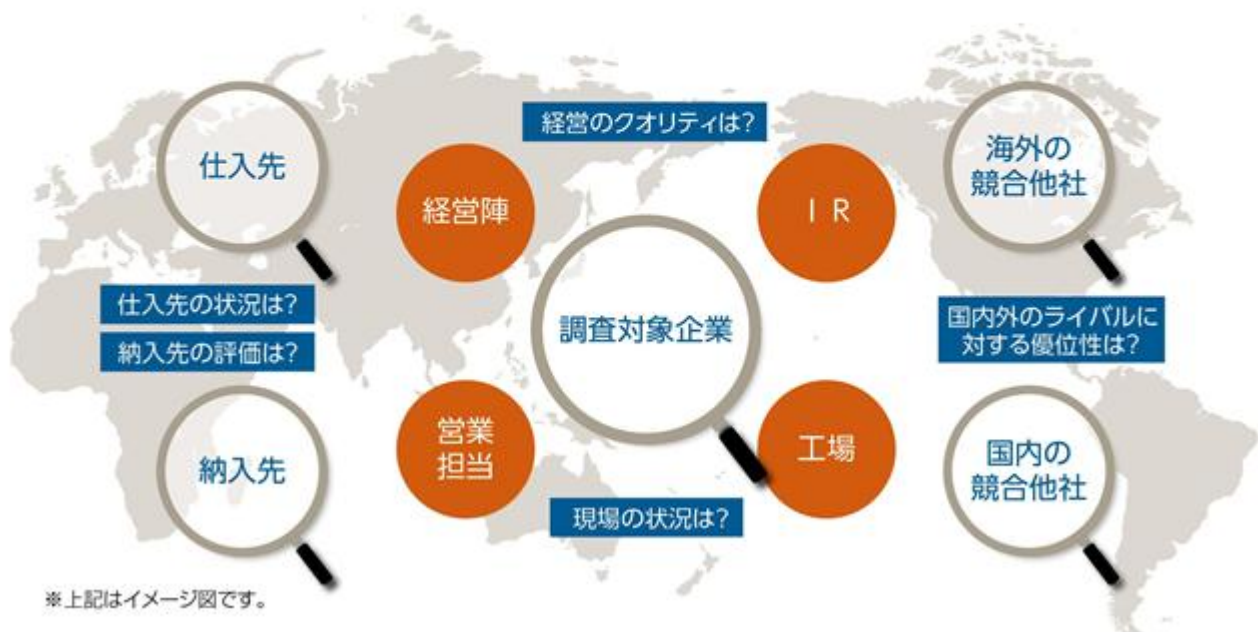 経営のクオリティは?
仕入先
経営陣
ＩＲ
海外の
競合他社
仕入先の状況は?
納入先の評価は?
調査対象企業
国内外のライバルに
対する優位性は?
納入先
営業
担当
工場
国内の
競合他社
現場の状況は?
※上記はイメージ図です。